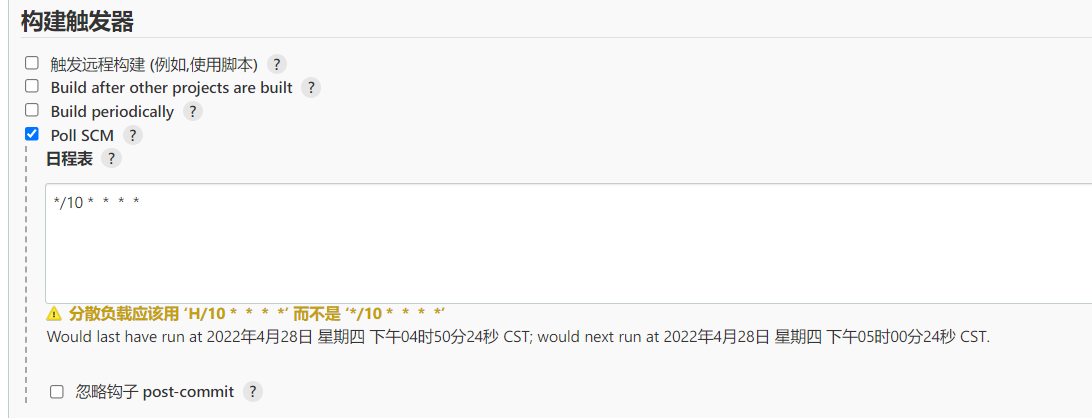 构建触发器
触发远程构建 (例如,使用脚本) ?
Build after other projects are built ?
Build periodically ?
Poll SCM ?
日程表 ?
*/10 * * * *
分散负载应该用 ‘H/10 * * * *’ 而不是 ‘*/10 * * * *’
Would last have run at 2022年4月28日 星期四 下午04时50分24秒 CST; would next run at 2022年4月28日 星期四 下午05时00分24秒 CST.
忽略钩子 post-commit ?